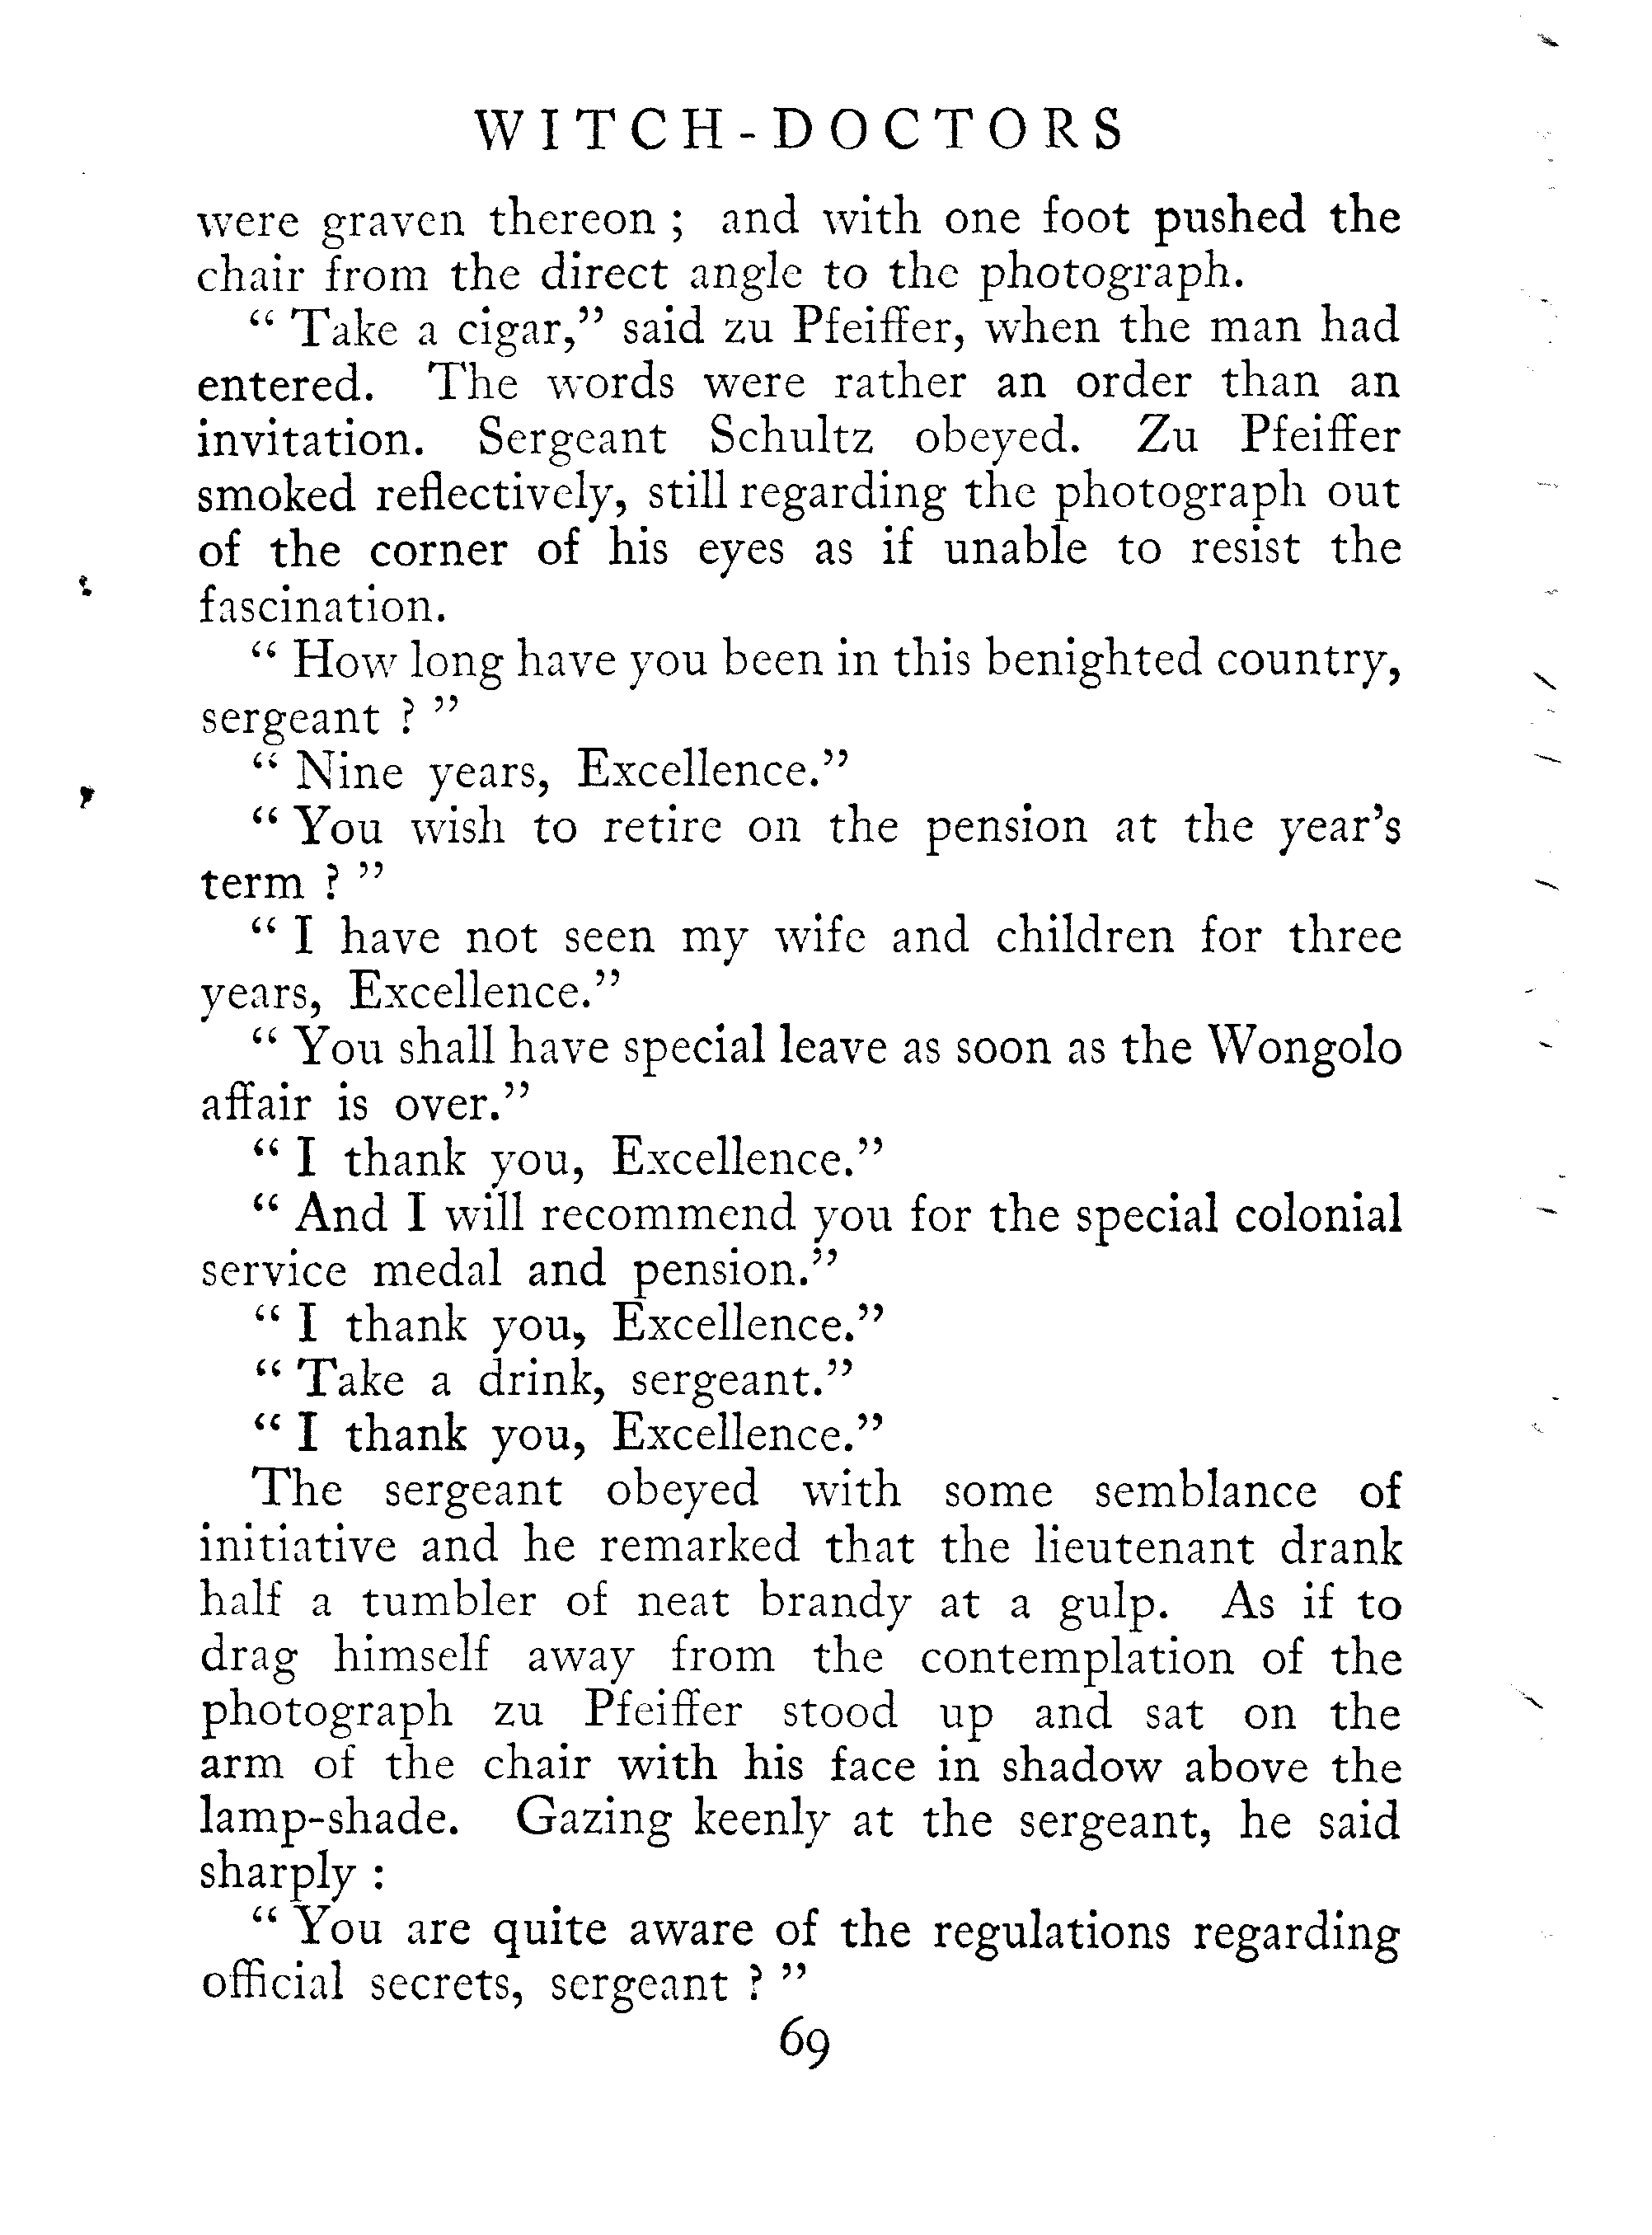 WITCH-DOCTORS
were graven thereon ; and with one foot pushed the
chair from the direct angle to the photograph.
“ Take a cigar,” said zu Pfeiffer, when the man had
entered. The words were rather an order than an
invitation. Sergeant Schultz obeyed. Zu Pfeiffer
smoked reflectively, still regarding the photograph out
of the corner of his eyes as if unable to resist the
fascination.
“ How long have you been in this benighted country,
sergeant ? ”
“ Nine years, Excellence.”
“ You wish to retire on the pension at the year’s
term ? ”
“ I have not seen my wife and children for three
years, Excellence.”
“ You shall have special leave as soon as the Wongolo
affair is over.”
“ I thank you, Excellence.”
“ And I will recommend you for the special colonial
service medal and pension.”
“ I thank you, Excellence.”
“ Take a drink, sergeant.”
“ I thank you, Excellence.”
The sergeant obeyed with some semblance of
initiative and he remarked that the lieutenant drank
half a tumbler of neat brandy at a gulp. As if to
drag himself away from the contemplation of the
photograph zu Pfeiffer stood up and sat on the
arm of the chair with his face in shadow above the
lamp-shade. Gazing keenly at the sergeant, he said
sharply :
“ You are quite aware of the regulations regarding
official secrets, sergeant ? ”
69